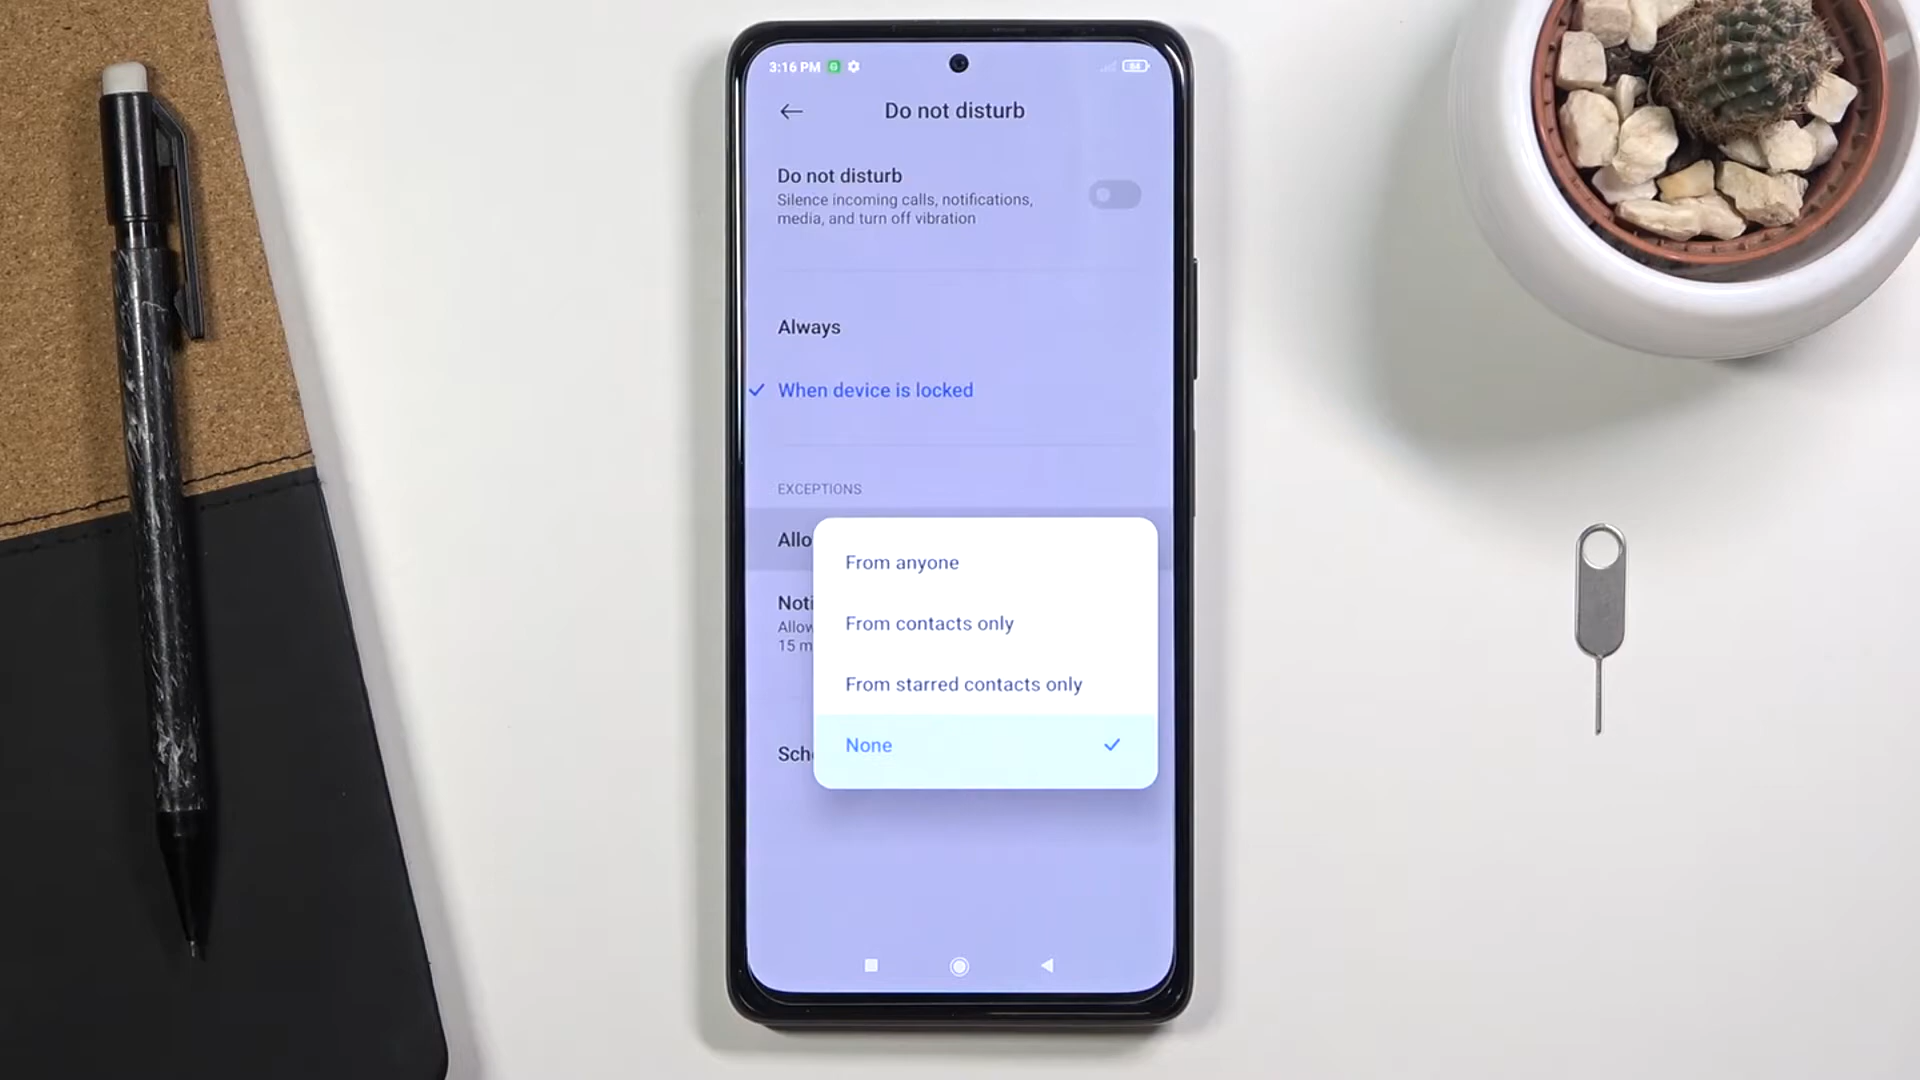 3:16 PM
84
Do not disturb
Do not disturb
Silence incoming calls, notifications,
media, and turn off vibration
Always
When device is locked
EXCEPTIONS
Allo
From anyone
Noti
From contacts only
Allow
15 m
From starred contacts only
None
Sche